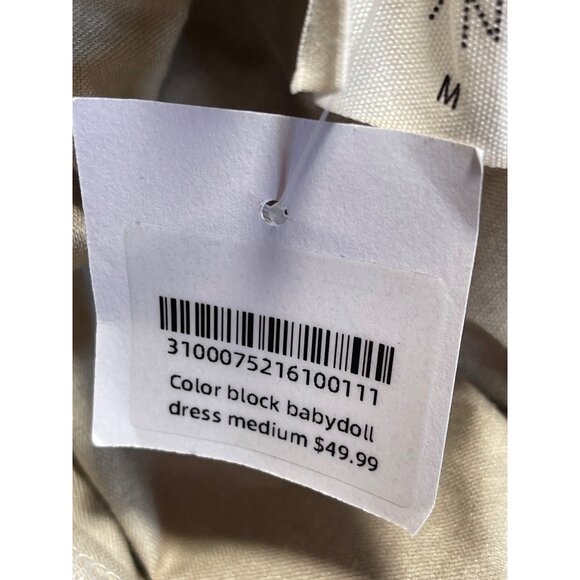 M
3100075216100111
Color block babydoll
dress medium $49.99